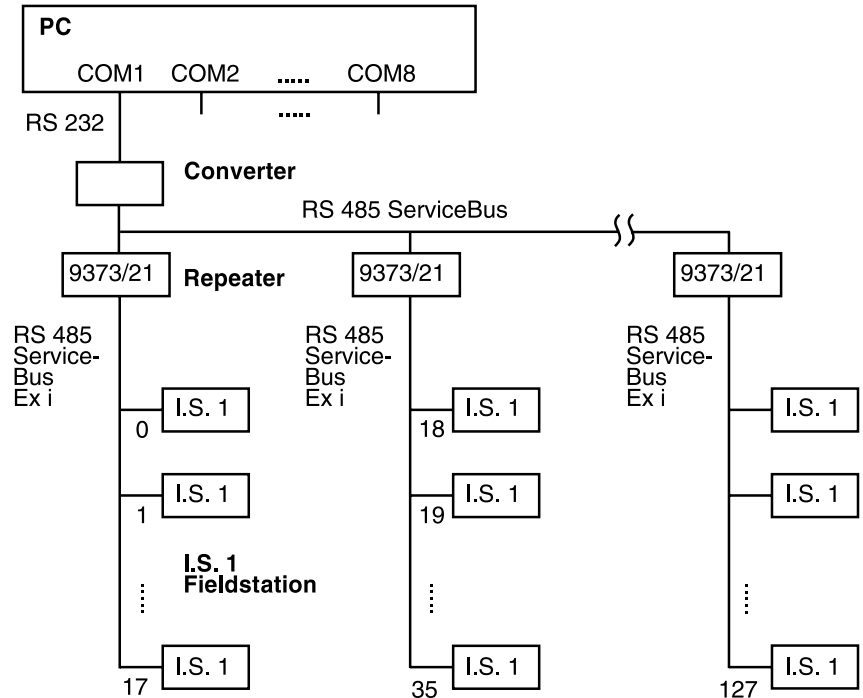 PC
COM1 COM2 ..... COM8
.....
RS 232
Converter
RS 485 ServiceBus
9373/21 Repeater 9373/21 9373/21
RS 485 RS 485 RS 485
Service- Service- Service-
Bus Bus Bus
Ex i Ex i Ex i
I.S. 1 I.S. 1 I.S. 1
0 18
I.S. 1 I.S. 1 I.S. 1
1 19
I.S. 1
Fieldstation
I.S. 1 I.S. 1 I.S. 1
17 35 127